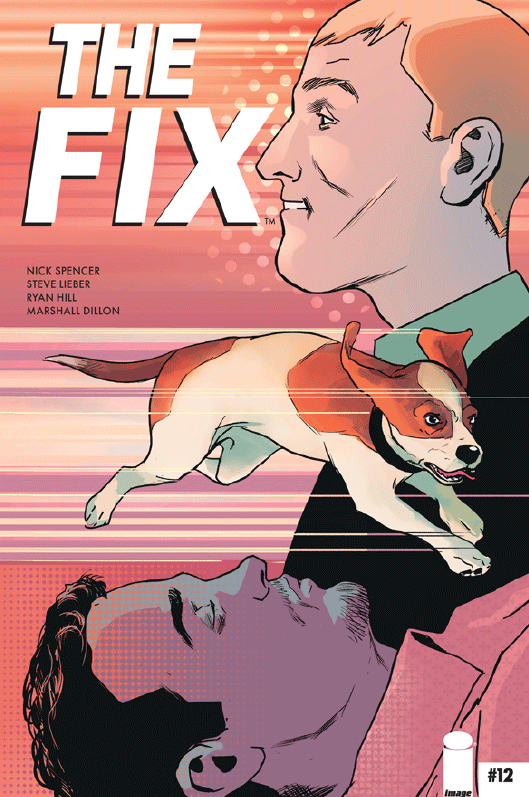 THE
FIX
TM
NICK SPENCER
STEVE LIEBER
RYAN HILL
MARSHALL DILLON
image
#12